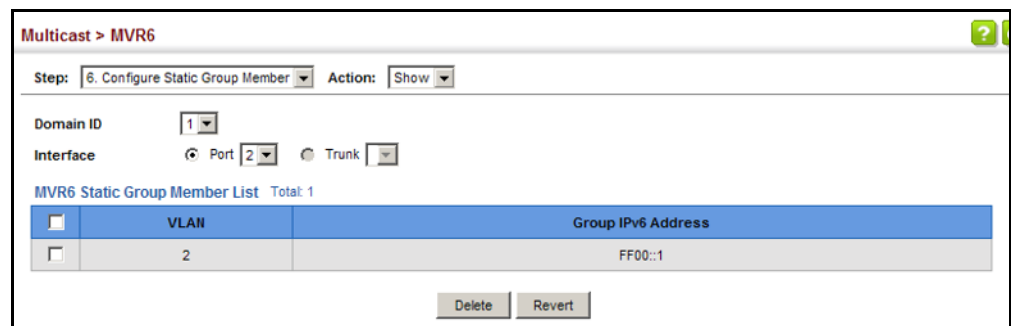 Multicast > MVR6 ?
Step: 6. Configure Static Group Member Action: Show
Domain ID 1
Interface Port 2 Trunk
MVR6 Static Group Member List Total: 1
VLAN Group IPv6 Address
2 FF00::1
Delete Revert